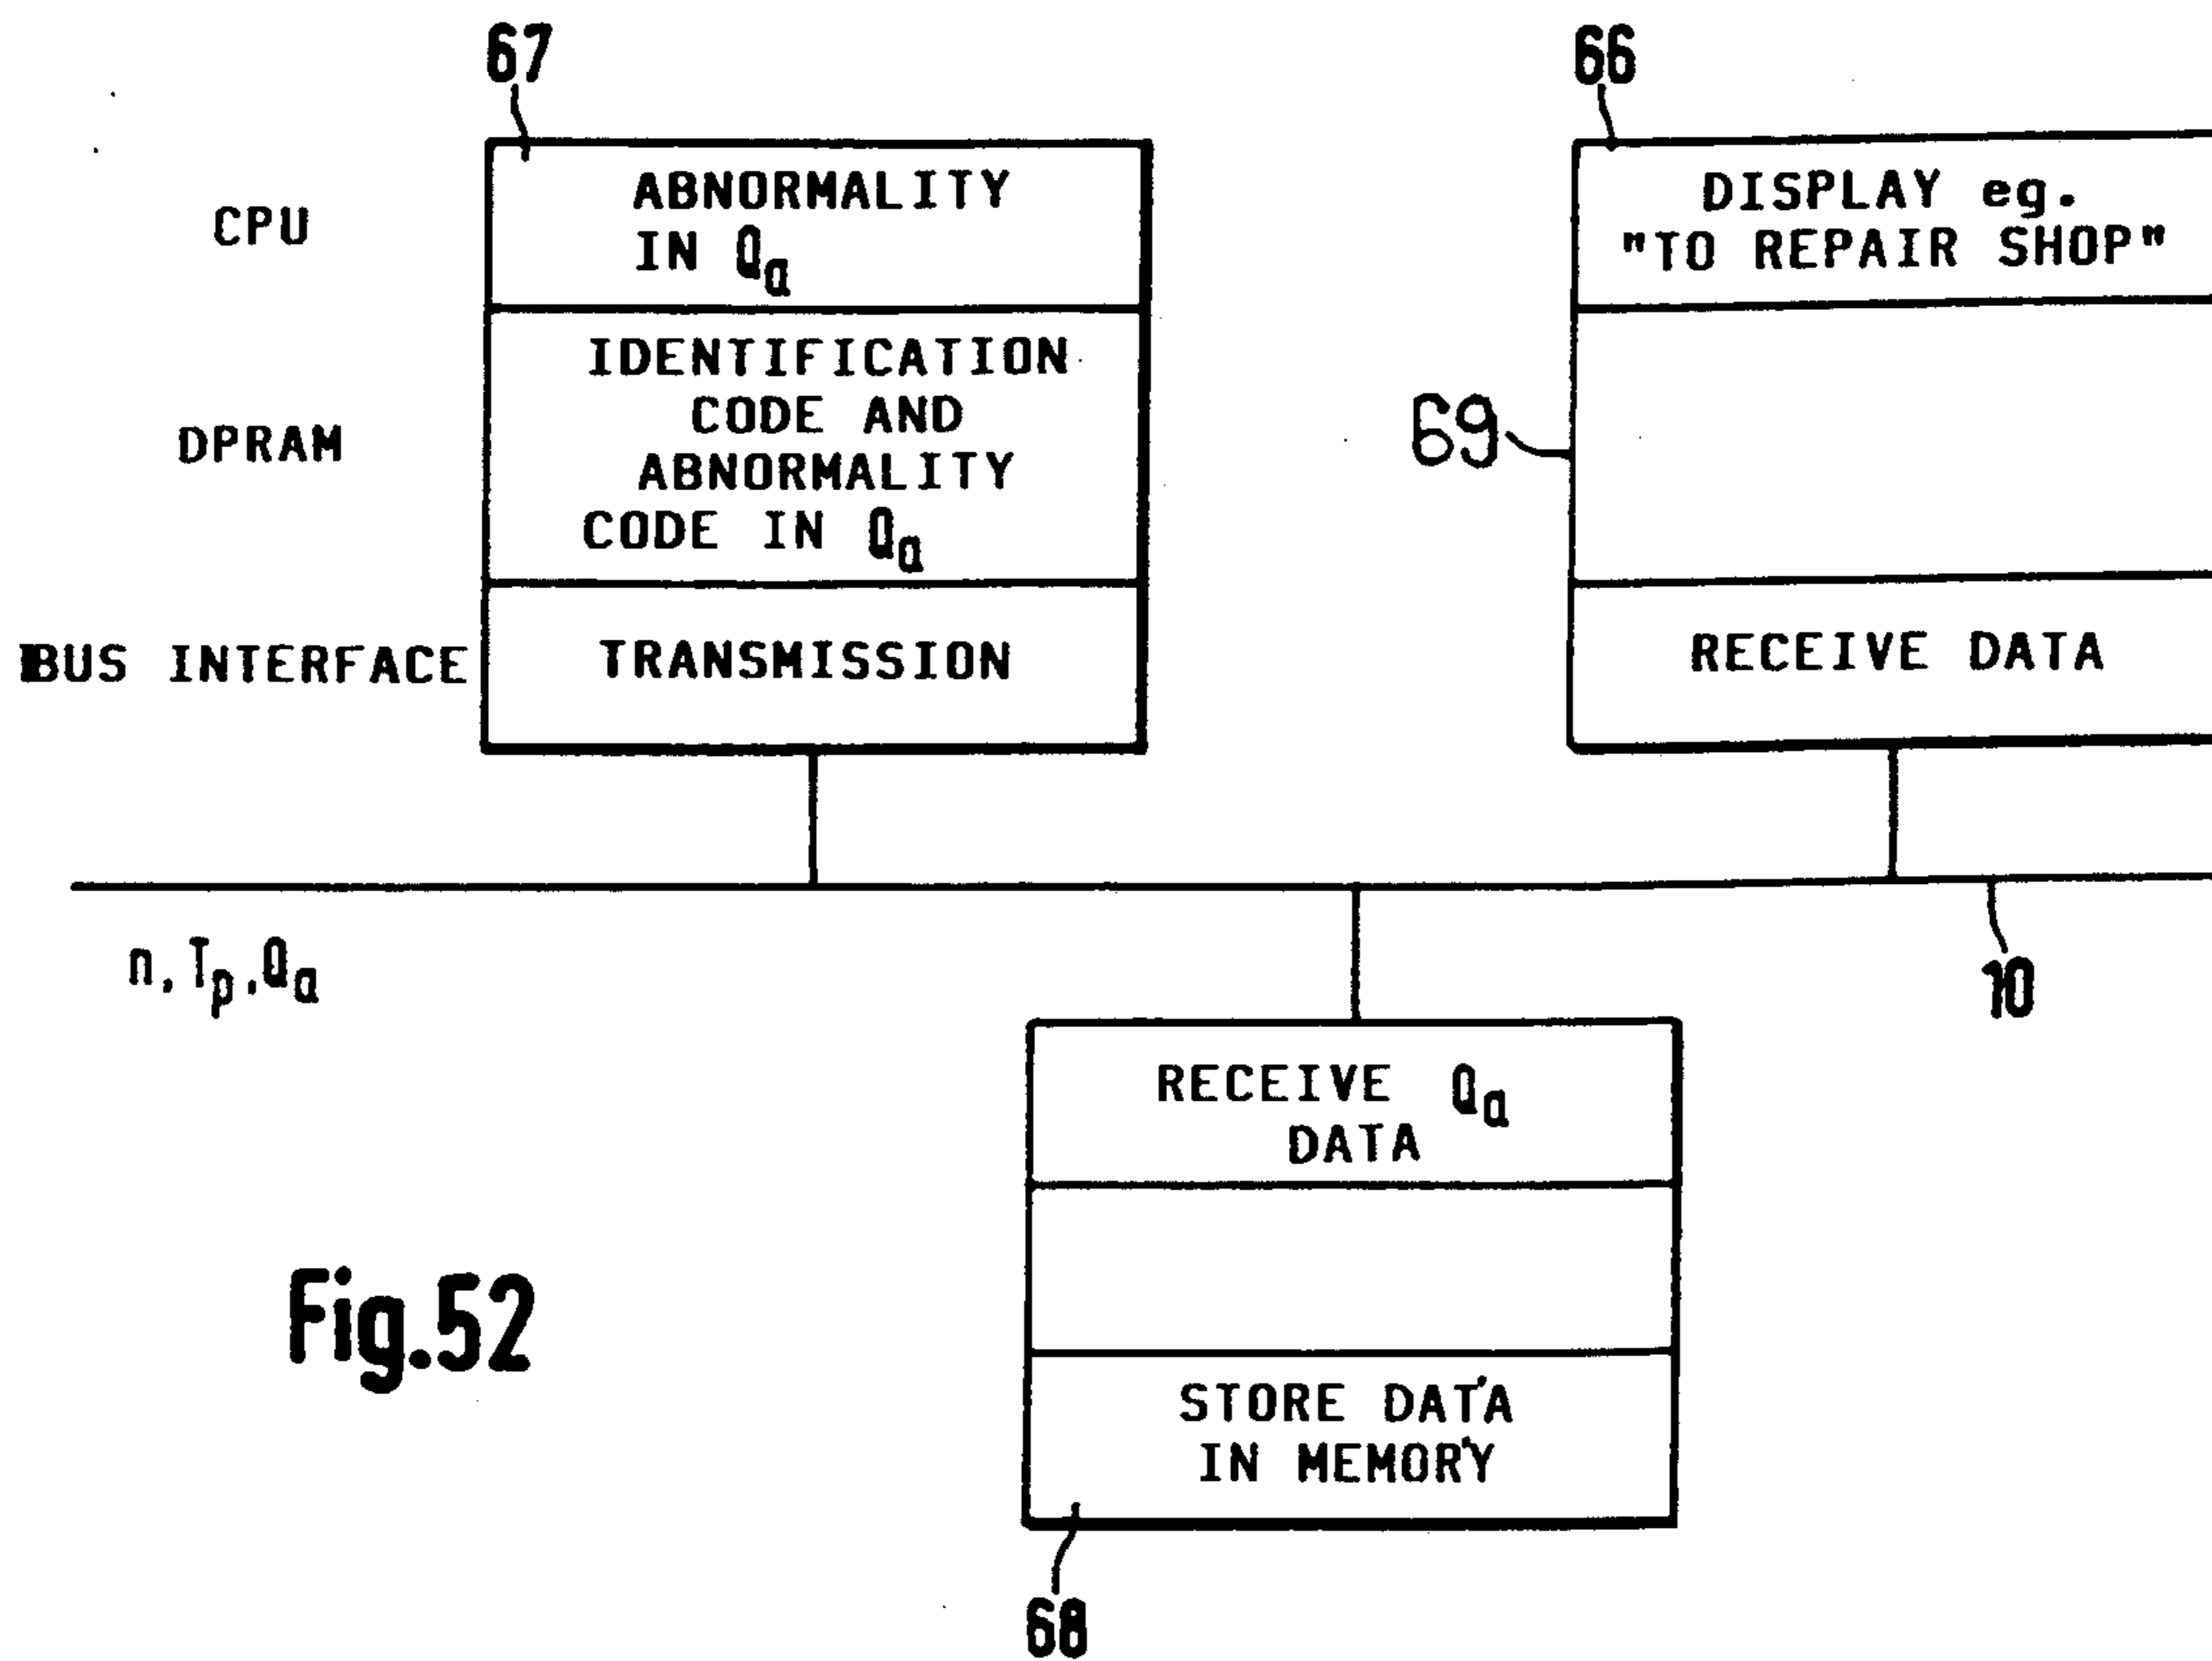 67
66
CPU
ABNORMALITY
IN Qa
DISPLAY eg.
"TO REPAIR SHOP"
DPRAM
IDENTIFICATION
CODE AND
ABNORMALITY
CODE IN Qa
69
BUS INTERFACE
TRANSMISSION
RECEIVE DATA
n, Tp, Qa
10
RECEIVE Qa
DATA
Fig.52
STORE DATA
IN MEMORY
68